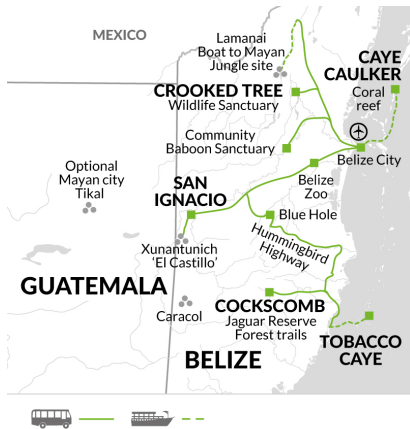 MEXICO
Lamanai
Boat to Mayan
Jungle site
CAYE
CAULKER
Coral
reef
CROOKED TREE
Wildlife Sanctuary
Community
Baboon Sanctuary
Belize City
Belize
Zoo
Optional
Mayan city
Tikal
SAN
IGNACIO
Blue Hole
Hummingbird
Highway
Xunantunich
'El Castillo'
GUATEMALA
Caracol
COCKSCOMB
Jaguar Reserve
Forest trails
TOBACCO
CAYE
BELIZE